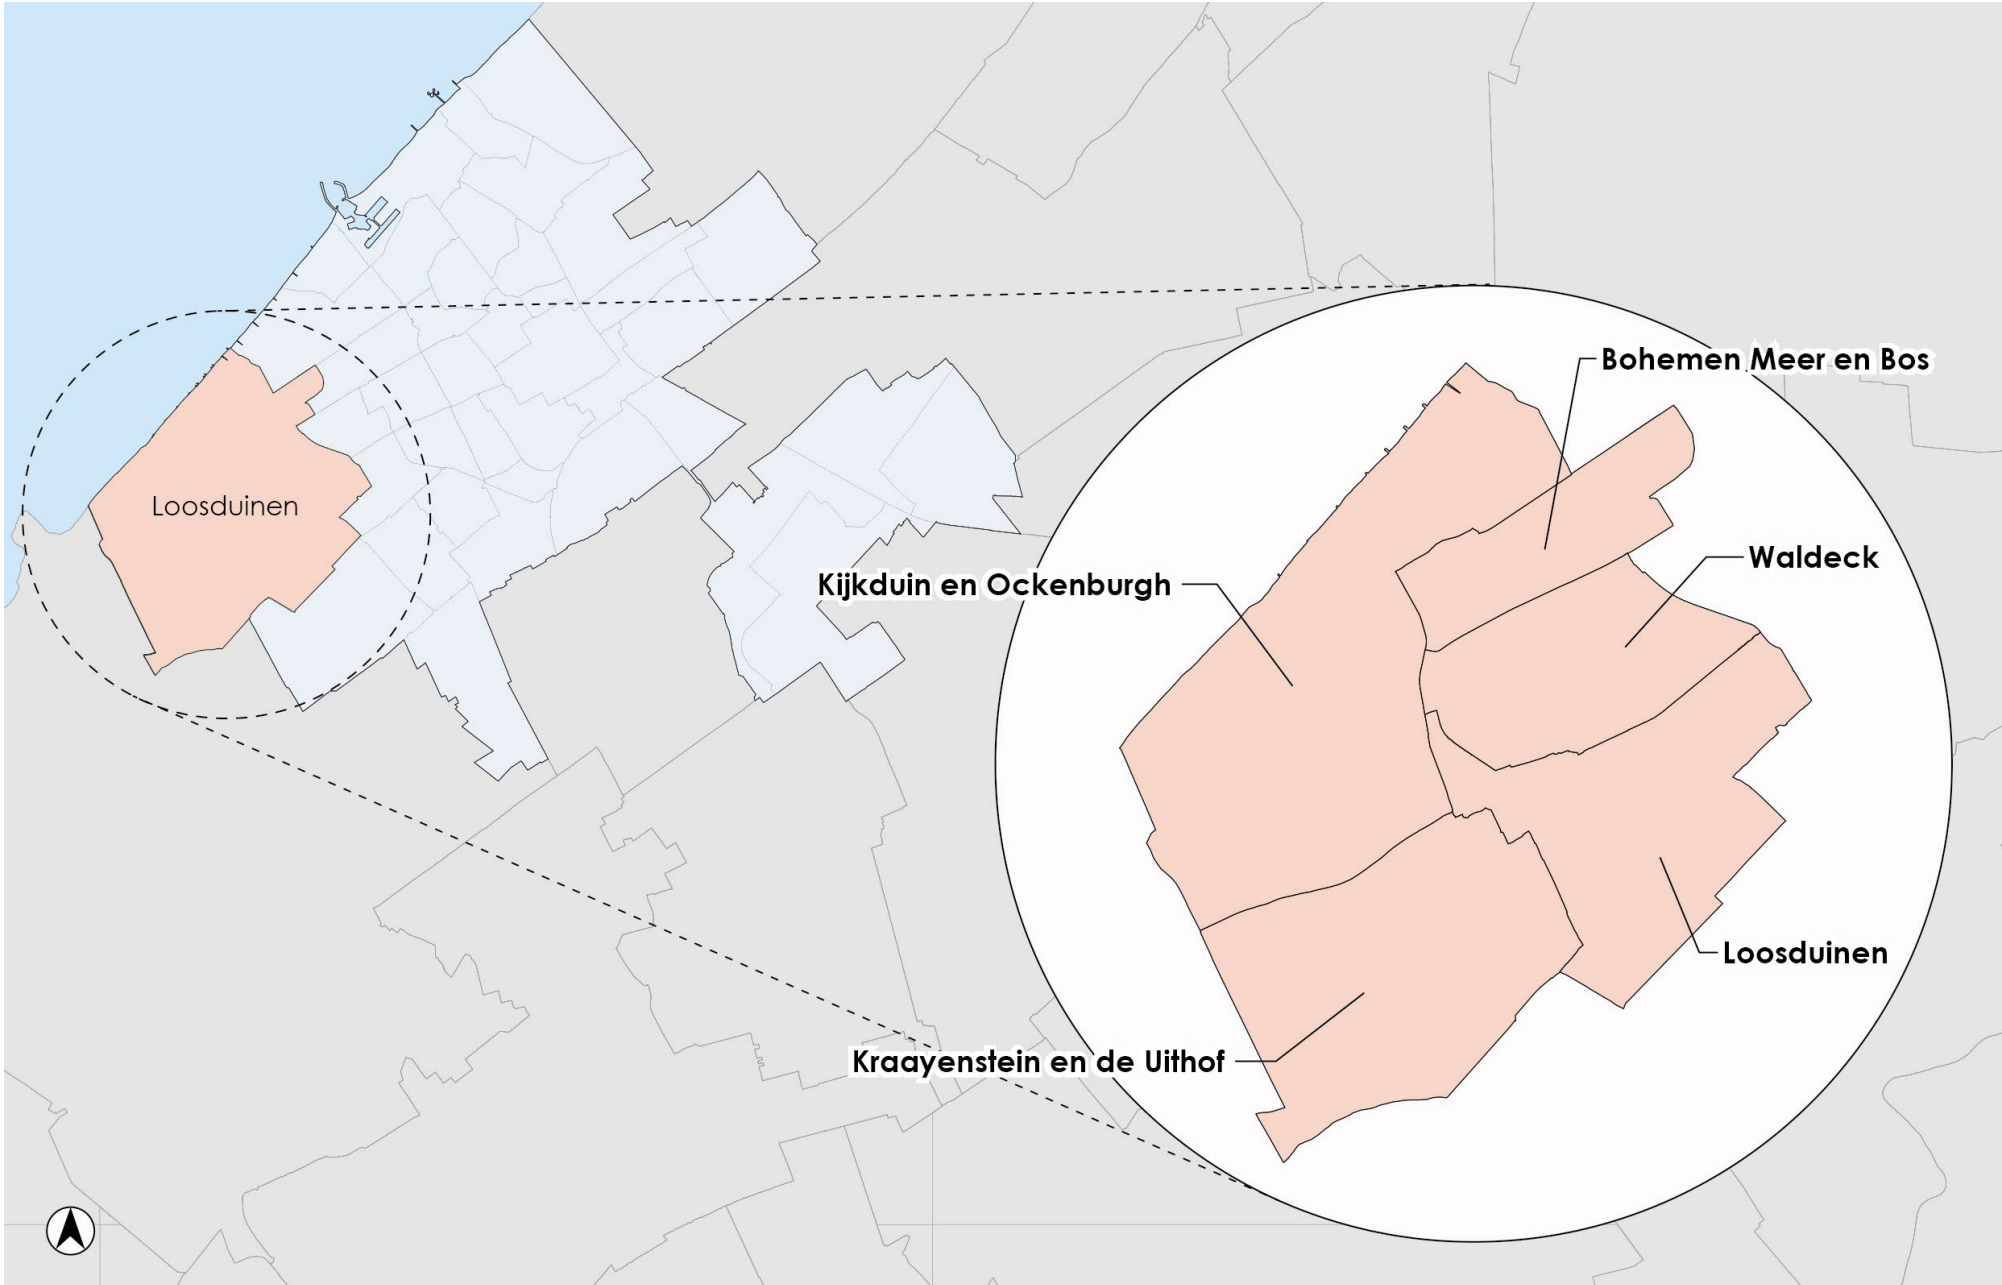 Bohemen Meer en Bos
Loosduinen
Waldeck
Kijkduin en Ockenburgh
Loosduinen
Kraayenstein en de Uithof